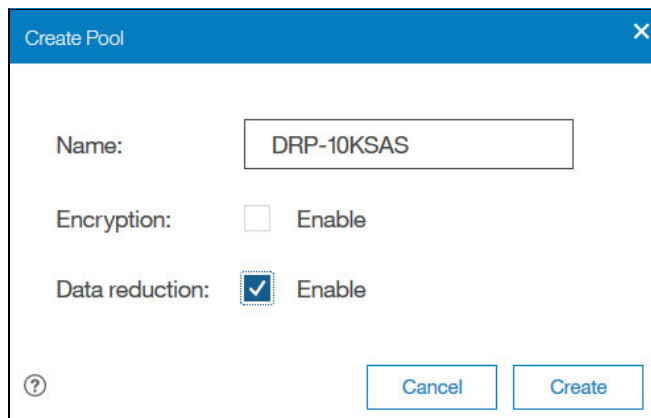 Create Pool
Name: DRP-10KSAS
Encryption: Enable
Data reduction: Enable
? Cancel Create